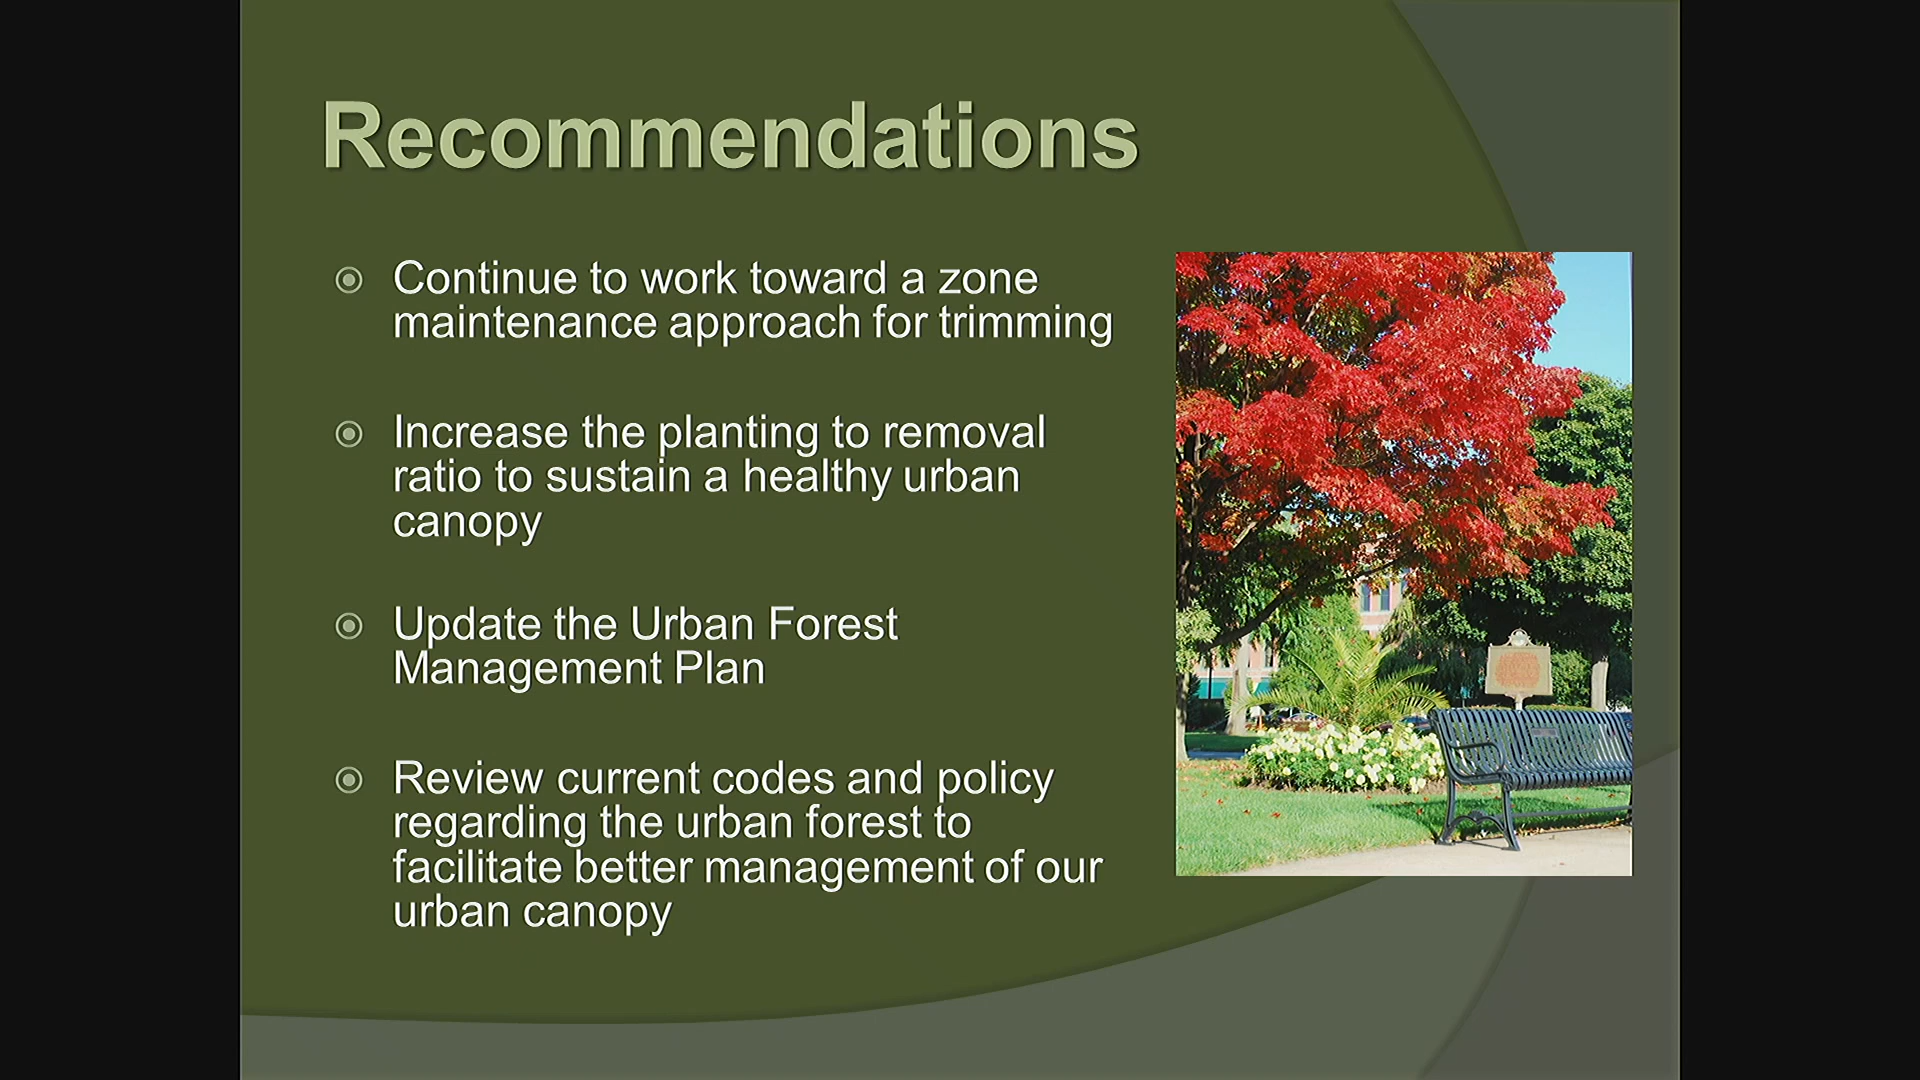 Recommendations
Continue to work toward a zone
maintenance approach for trimming
Increase the planting to removal
ratio to sustain a healthy urban
canopy
Update the Urban Forest
Management Plan
Review current codes and policy
regarding the urban forest to
facilitate better management of our
urban canopy